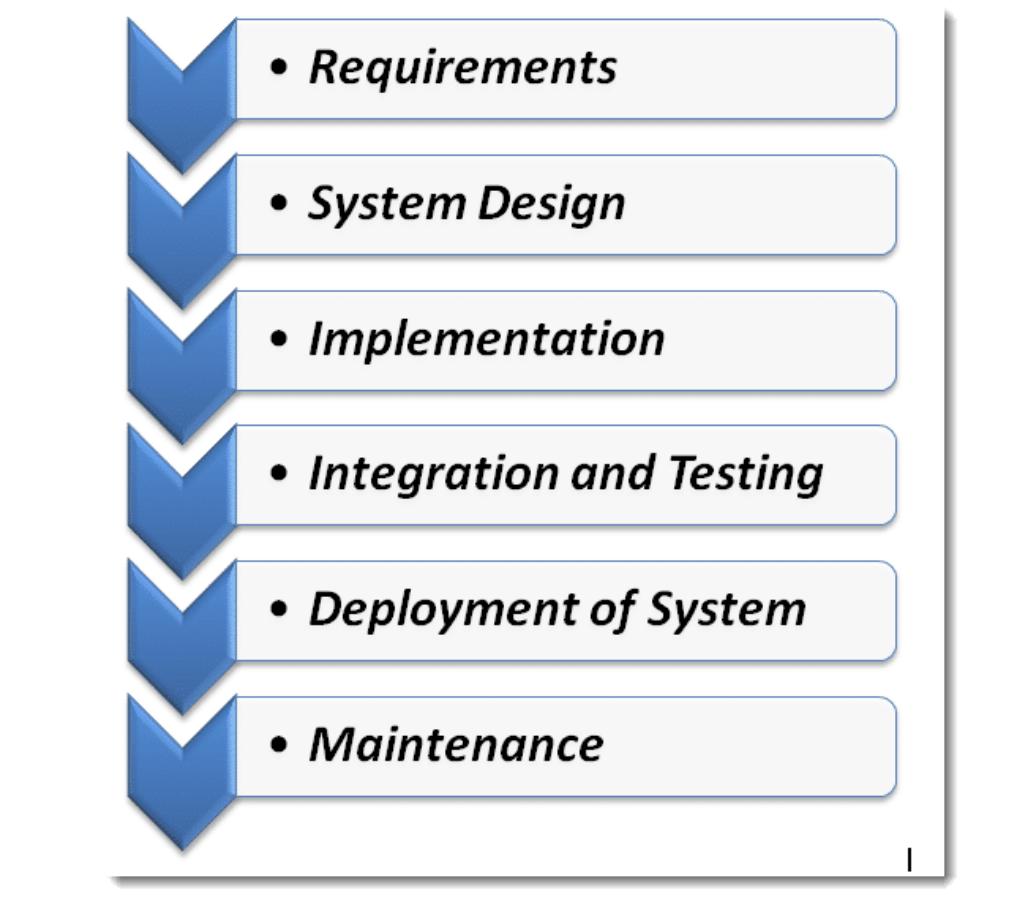 • Requirements
• System Design
• Implementation
• Integration and Testing
• Deployment of System
• Maintenance
|